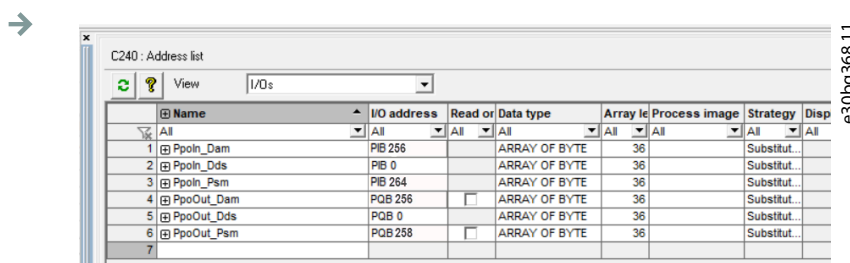 C240 : Address list
View I/Os
Name I/O address Read or Data type Array le Process image Strategy Disp
All All All All All All All All
1 PpoIn_Dam PIB 256 ARRAY OF BYTE 36 Substitut...
2 PpoIn_Dds PIB 0 ARRAY OF BYTE 36 Substitut...
3 PpoIn_Psm PIB 264 ARRAY OF BYTE 36 Substitut...
4 PpoOut_Dam PQB 256 ARRAY OF BYTE 36 Substitut...
5 PpoOut_Dds PQB 0 ARRAY OF BYTE 36 Substitut...
6 PpoOut_Psm PQB 258 ARRAY OF BYTE 36 Substitut...
7